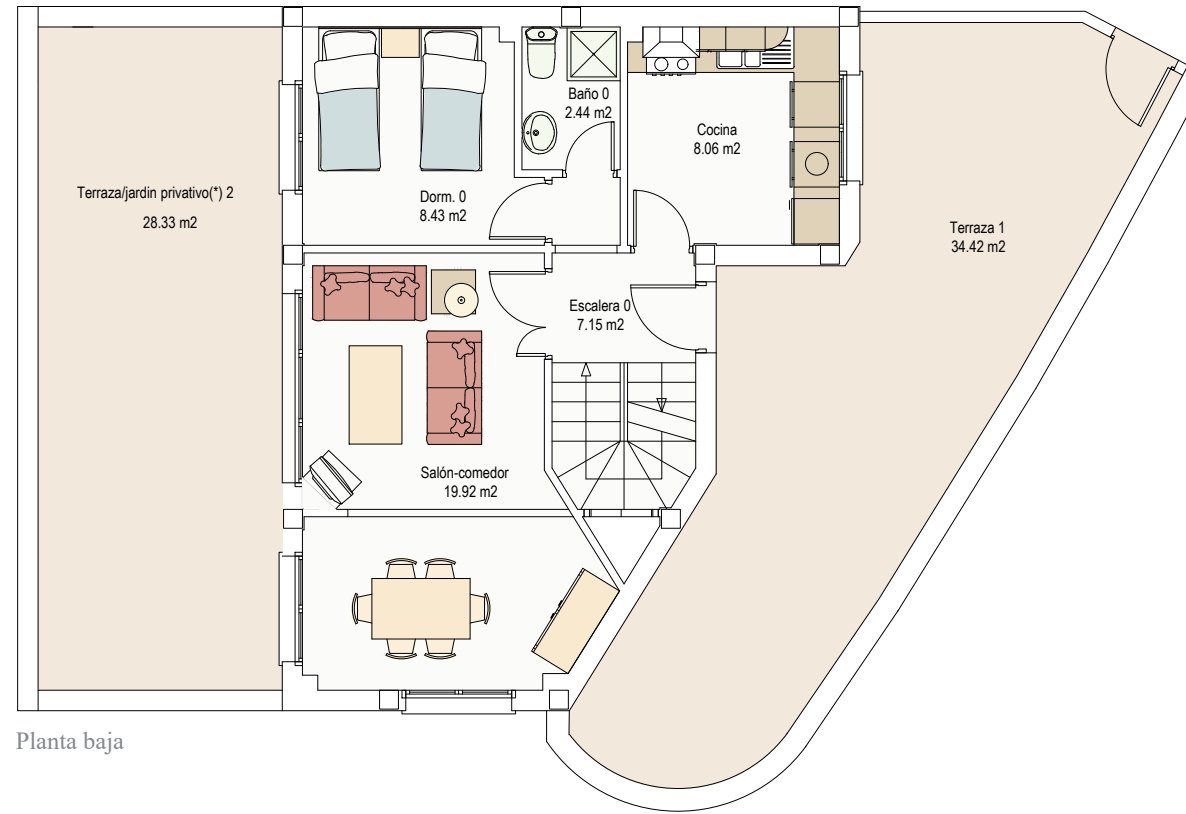 Baño 0
2.44 m2
Cocina
8.06 m2
Terraza/jardin privativo(*) 2
28.33 m2
Dorm. 0
8.43 m2
Terraza 1
34.42 m2
Escalera 0
7.15 m2
Salón-comedor
19.92 m2
Planta baja